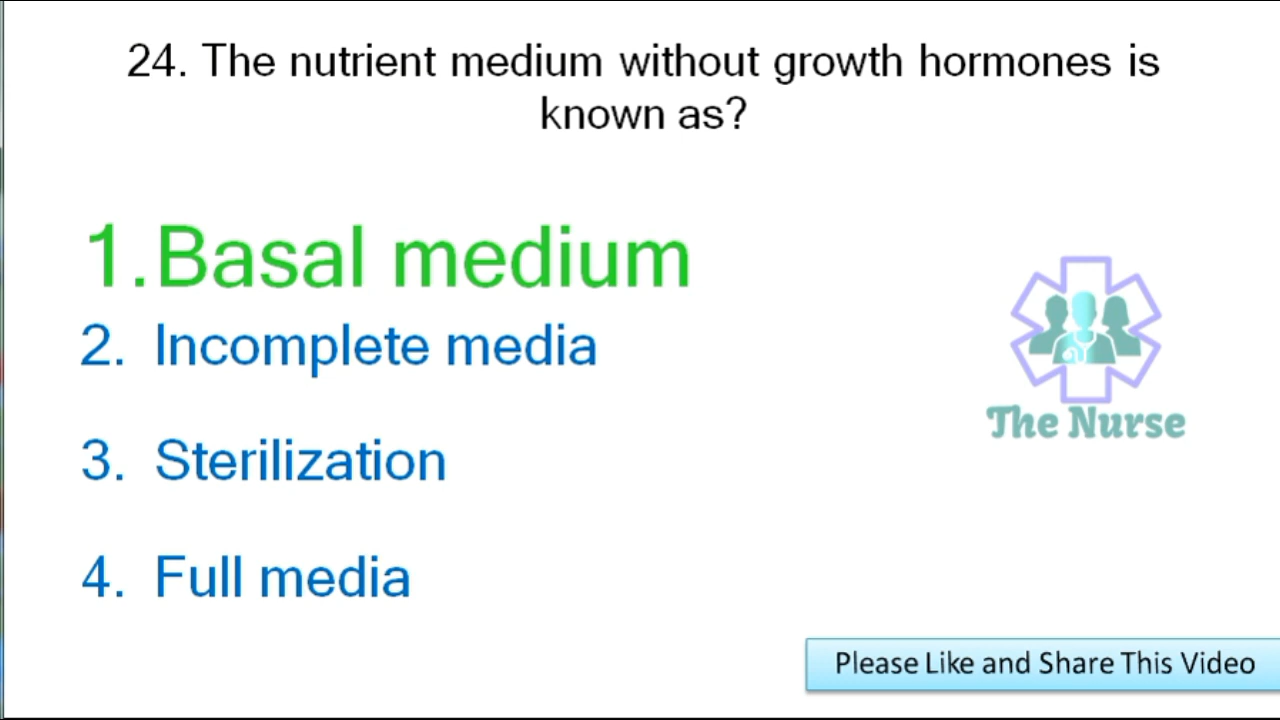 24. The nutrient medium without growth hormones is
known as?
1.Basal medium
2. Incomplete media
The Nurse
3. Sterilization
4. Full media
Please Like and Share This Video